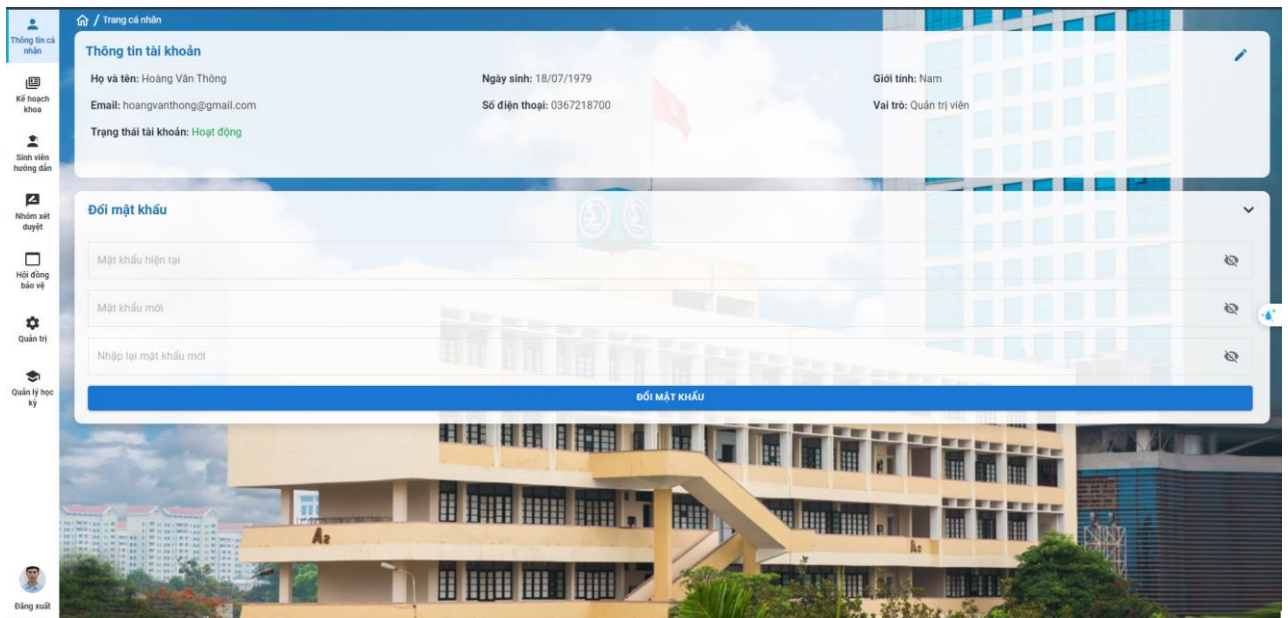 / Trang cá nhân
Thông tin cá
nhân
Kế hoạch
khoa
Sinh viên
hướng dẫn
Nhóm xét
duyệt
Hội đồng
bảo vệ
Quản trị
Quản lý học
kỳ
Đăng xuất
Thông tin tài khoản
Họ và tên: Hoàng Văn Thông
Ngày sinh: 18/07/1979
Giới tính: Nam
Email: hoangvanthong@gmail.com
Số điện thoại: 0367218700
Vai trò: Quản trị viên
Trạng thái tài khoản: Hoạt động
Đổi mật khẩu
Mật khẩu hiện tại
Mật khẩu mới
Nhập lại mật khẩu mới
ĐỔI MẬT KHẨU
A2